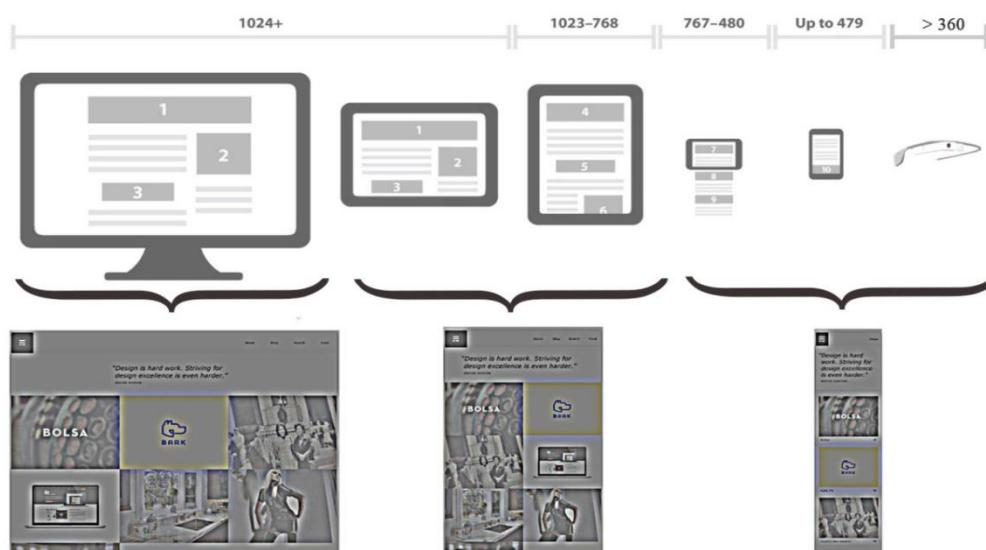 1024+
1023–768
767–480
Up to 479
> 360
1
2
3
1
2
3
4
5
6
7
8
9
10
"Design is hard work. Striving for
design excellence is even harder."
BOLSA
BARK
"Design is hard work. Striving for
design excellence is even harder."
BOLSA
BARK
"Design is hard
work. Striving for
design excellence
is even harder."
BOLSA
BARK